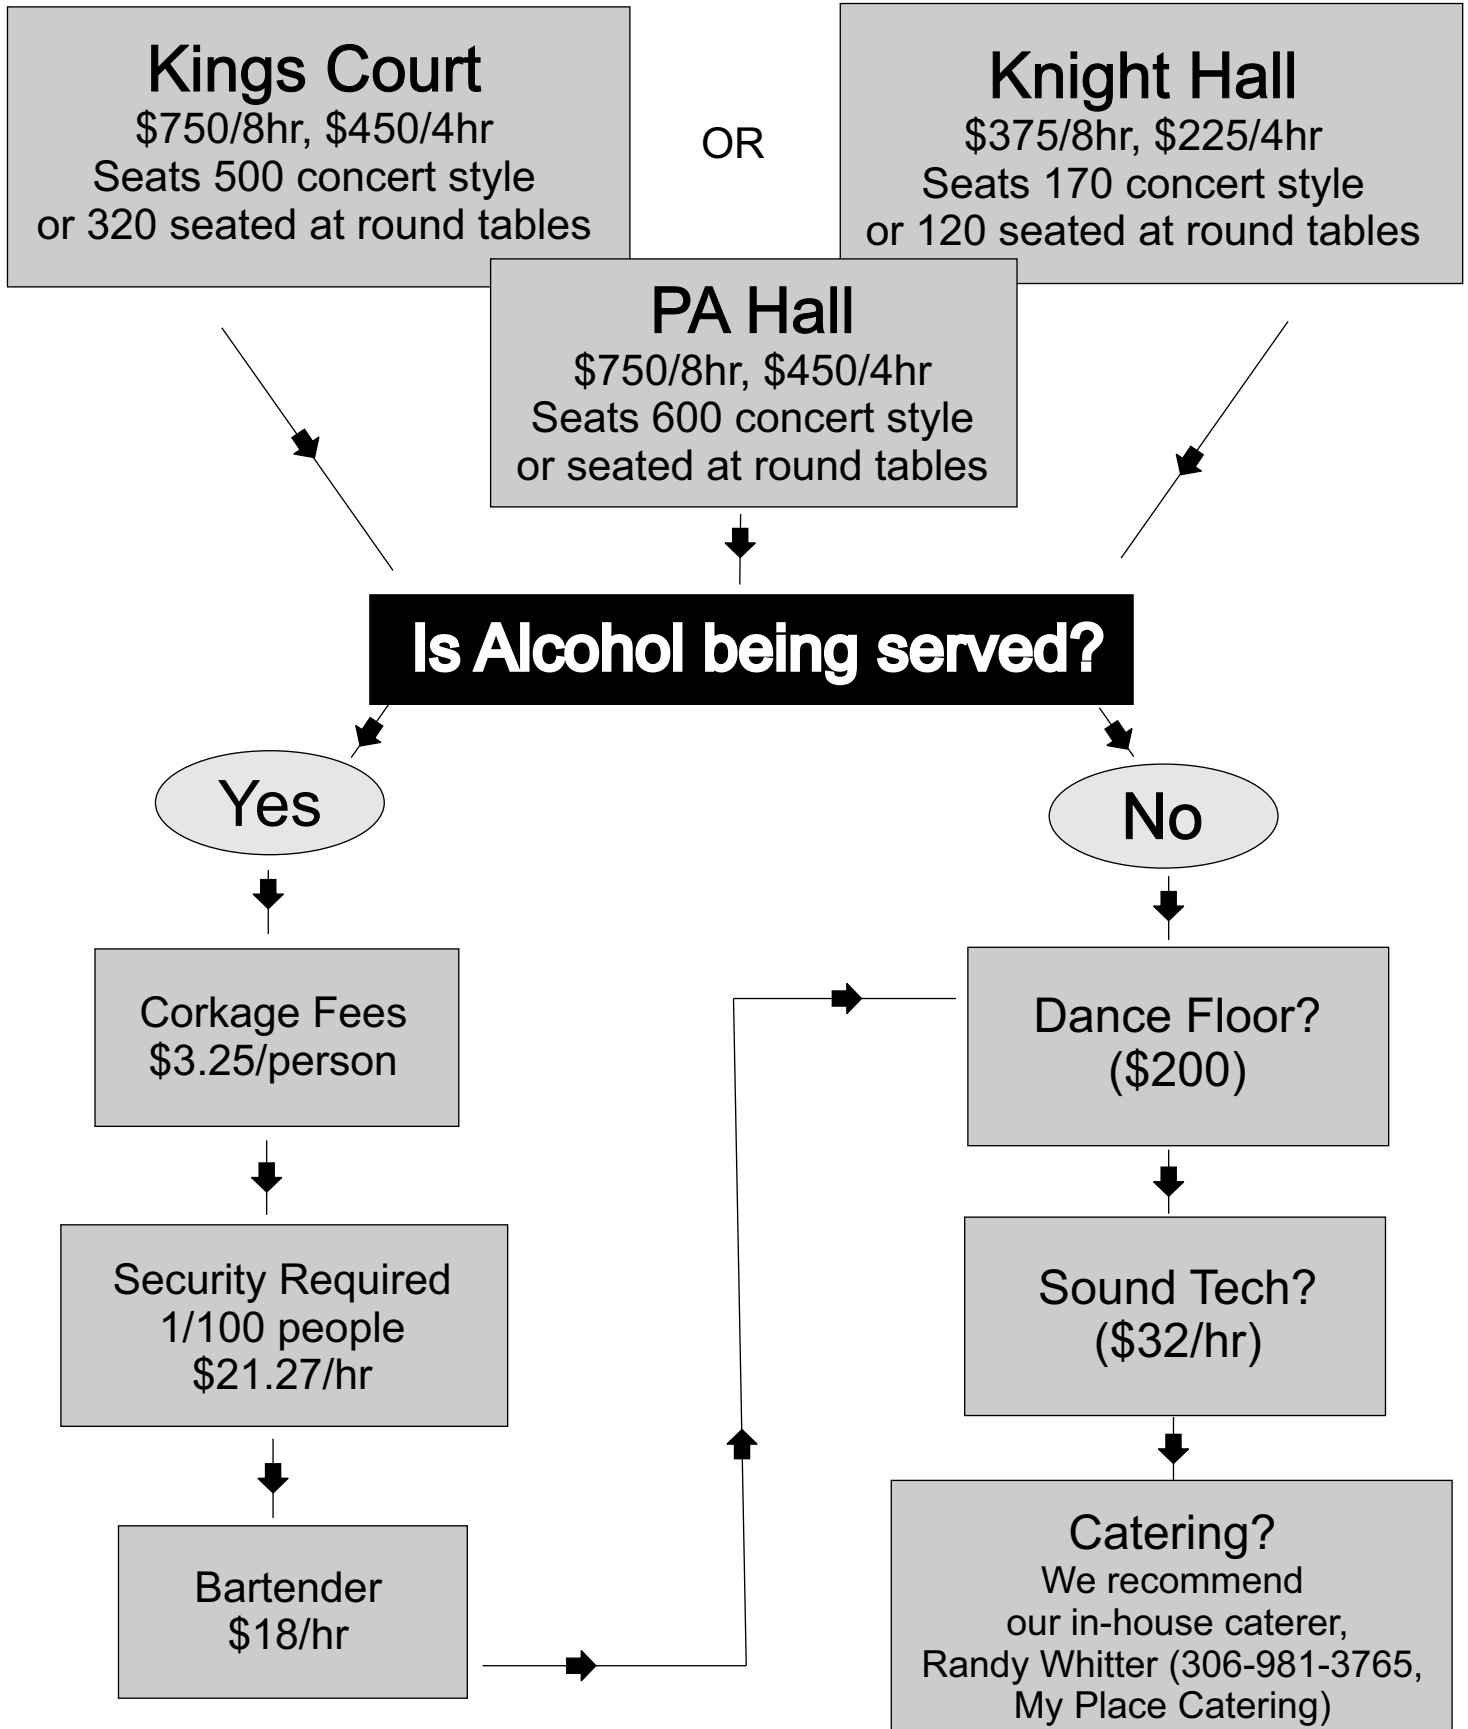 Kings Court
$750/8hr, $450/4hr
Seats 500 concert style
or 320 seated at round tables
OR
Knight Hall
$375/8hr, $225/4hr
Seats 170 concert style
or 120 seated at round tables
PA Hall
$750/8hr, $450/4hr
Seats 600 concert style
or seated at round tables
Is Alcohol being served?
Yes
Corkage Fees
$3.25/person
Security Required
1/100 people
$21.27/hr
Bartender
$18/hr
No
Dance Floor?
($200)
Sound Tech?
($32/hr)
Catering?
We recommend
our in-house caterer,
Randy Whitter (306-981-3765,
My Place Catering)